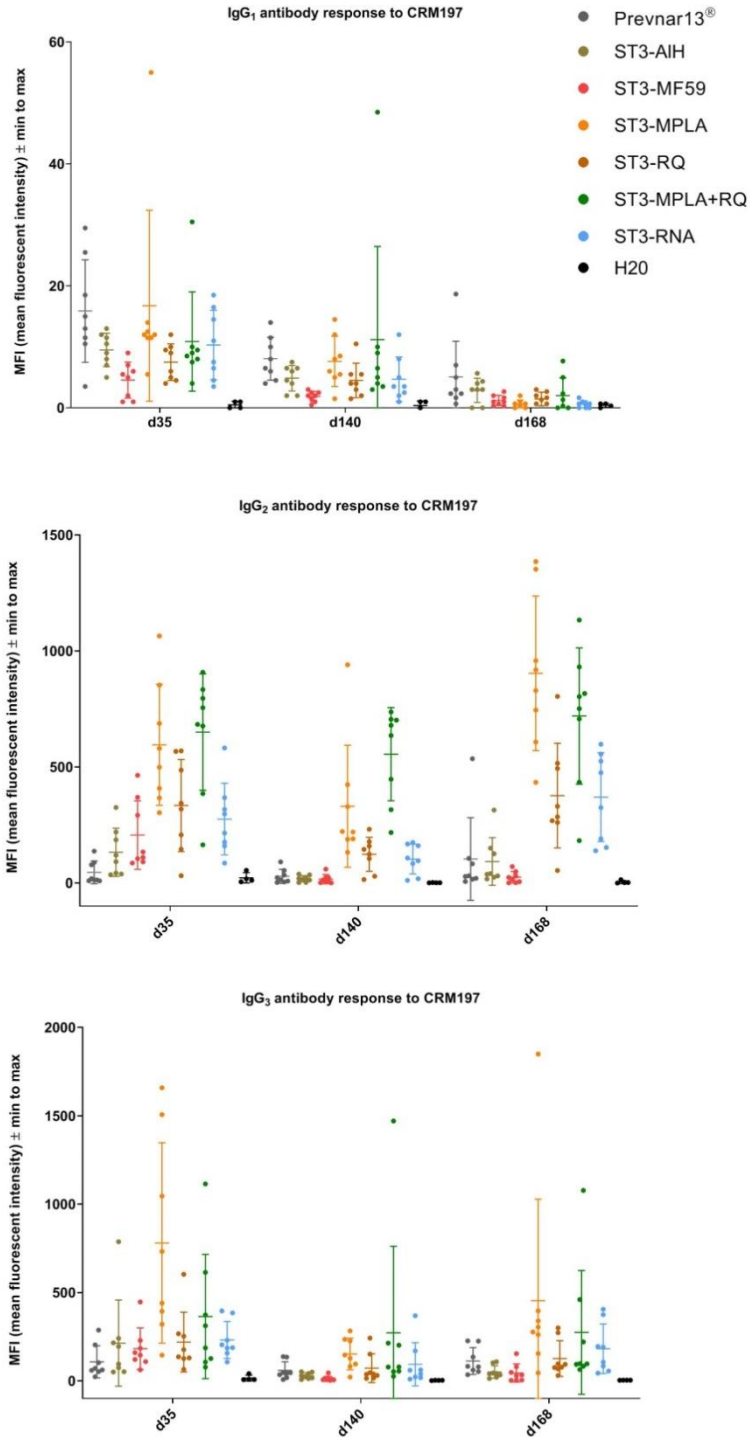 IgG₁ antibody response to CRM197
MFI (mean fluorescent intensity) ± min to max
60
40
20
0
d35
d140
d168
Prevnar13®
ST3-AlH
ST3-MF59
ST3-MPLA
ST3-RQ
ST3-MPLA+RQ
ST3-RNA
H20
IgG₂ antibody response to CRM197
MFI (mean fluorescent intensity) ± min to max
1500
1000
500
0
d35
d140
d168
IgG₃ antibody response to CRM197
MFI (mean fluorescent intensity) ± min to max
2000
1500
1000
500
0
d35
d140
d168